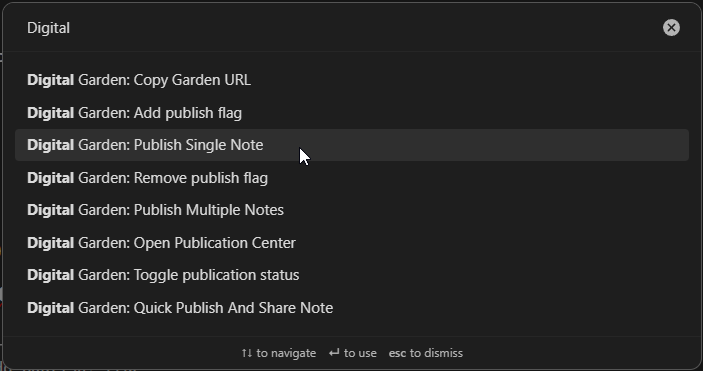 Digital
Digital Garden: Copy Garden URL
Digital Garden: Add publish flag
Digital Garden: Publish Single Note
Digital Garden: Remove publish flag
Digital Garden: Publish Multiple Notes
Digital Garden: Open Publication Center
Digital Garden: Toggle publication status
Digital Garden: Quick Publish And Share Note
↑↓ to navigate ↵ to use esc to dismiss